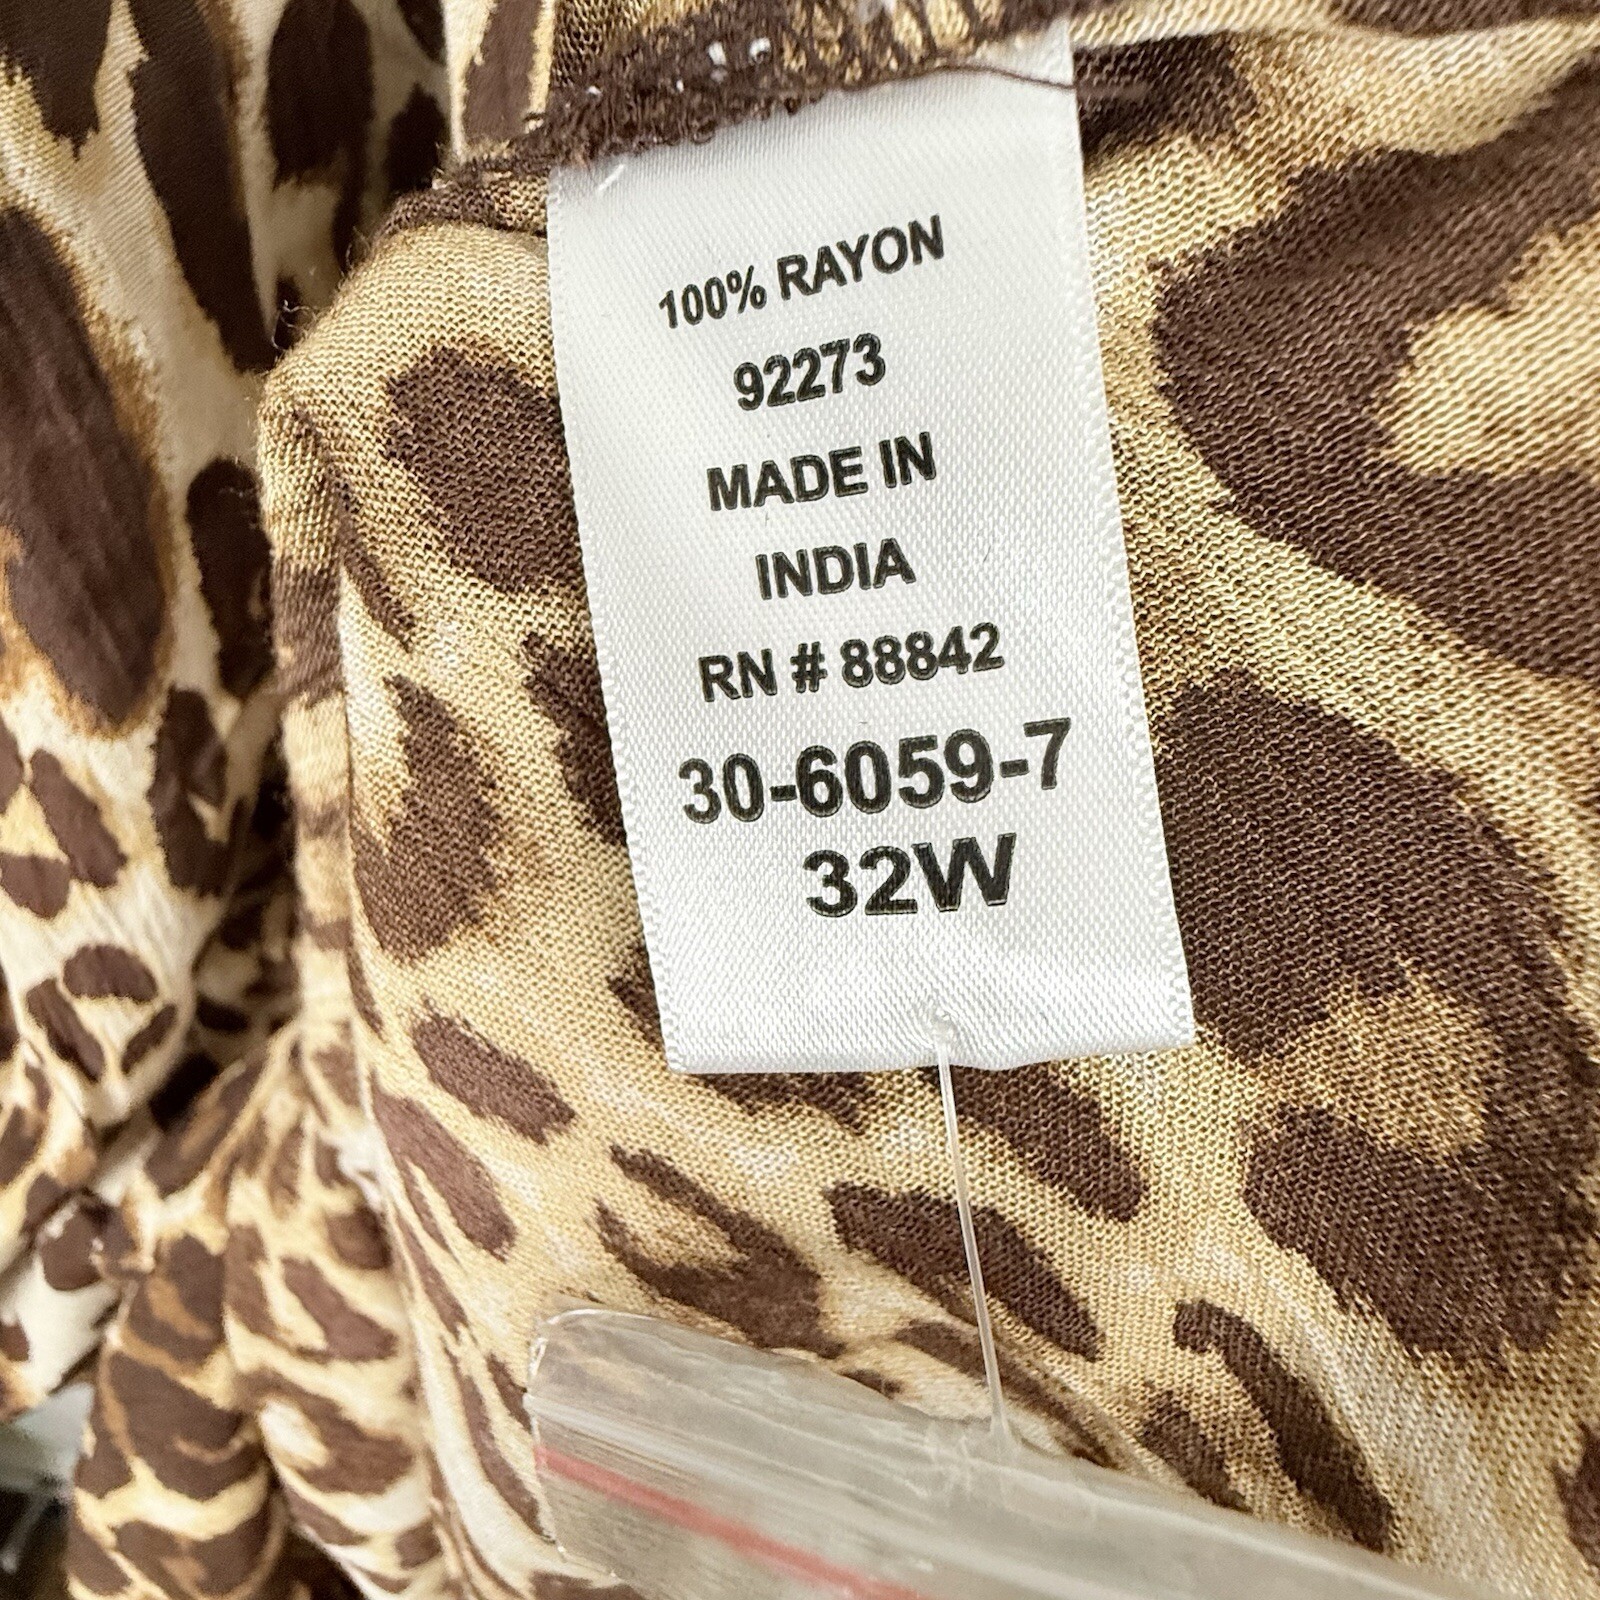 100% RAYON
92273
MADE IN
INDIA
RN # 88842
30-6059-7
32W